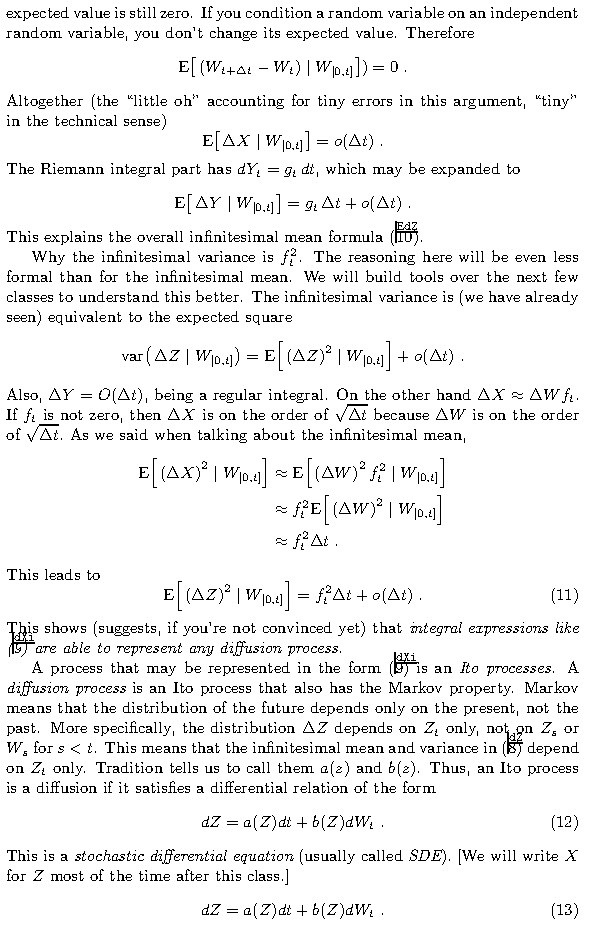 expected value is still zero. If you condition a random variable on an independent
random variable, you don't change its expected value. Therefore
E[ (W_{t+Δt} − W_t) | W_{[0,t]}]) = 0 .
Altogether (the “little oh” accounting for tiny errors in this argument, “tiny”
in the technical sense)
E[ΔX | W_{[0,t]}] = o(Δt) .
The Riemann integral part has dY_t = g_t dt, which may be expanded to
E[ ΔY | W_{[0,t]}] = g_t Δt + o(Δt) .
EdZ
This explains the overall infinitesimal mean formula (10).
Why the infinitesimal variance is f_t^2. The reasoning here will be even less
formal than for the infinitesimal mean. We will build tools over the next few
classes to understand this better. The infinitesimal variance is (we have already
seen) equivalent to the expected square
var(ΔZ | W_{[0,t]}) = E[(ΔZ)^2 | W_{[0,t]}] + o(Δt) .
Also, ΔY = O(Δt), being a regular integral. On the other hand ΔX ≈ ΔW f_t.
If f_t is not zero, then ΔX is on the order of √Δt because ΔW is on the order
of √Δt. As we said when talking about the infinitesimal mean,
E[(ΔX)^2 | W_{[0,t]}] ≈ E[(ΔW)^2 f_t^2 | W_{[0,t]}]
≈ f_t^2 E[(ΔW)^2 | W_{[0,t]}]
≈ f_t^2 Δt .
This leads to
E[(ΔZ)^2 | W_{[0,t]}] = f_t^2 Δt + o(Δt) . (11)
This shows (suggests, if you're not convinced yet) that integral expressions like
dXi
(9) are able to represent any diffusion process.
dXi
A process that may be represented in the form (9) is an Ito processes. A
diffusion process is an Ito process that also has the Markov property. Markov
means that the distribution of the future depends only on the present, not the
past. More specifically, the distribution ΔZ depends on Z_t only, not on Z_s or
dZ
W_s for s < t. This means that the infinitesimal mean and variance in (8) depend
on Z_t only. Tradition tells us to call them a(z) and b(z). Thus, an Ito process
is a diffusion if it satisfies a differential relation of the form
dZ = a(Z)dt + b(Z)dW_t . (12)
This is a stochastic differential equation (usually called SDE). [We will write X
for Z most of the time after this class.]
dZ = a(Z)dt + b(Z)dW_t . (13)